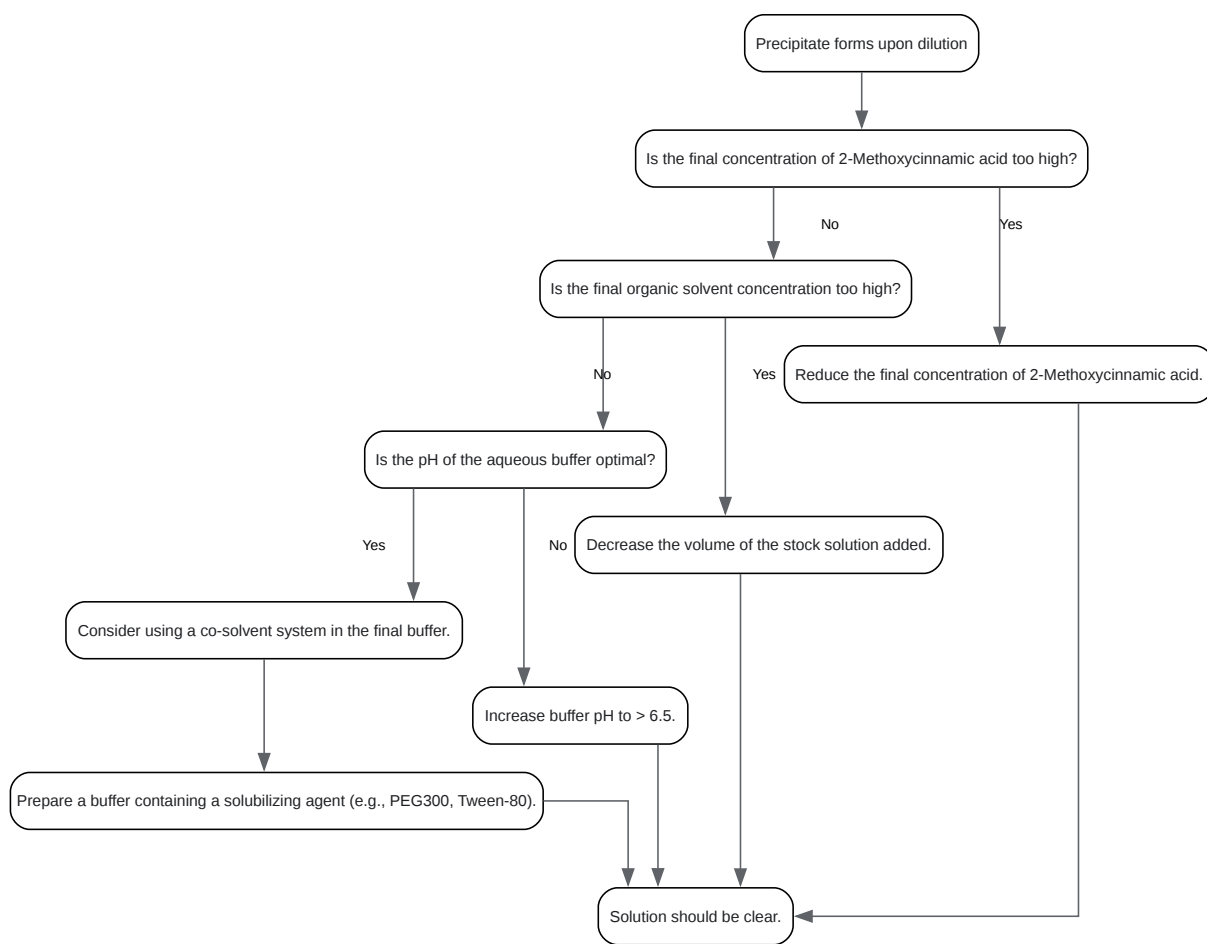 Precipitate forms upon dilution
Is the final concentration of 2-Methoxycinnamic acid too high?
No
Yes
Is the final organic solvent concentration too high?
No
Yes
Reduce the final concentration of 2-Methoxycinnamic acid.
Is the pH of the aqueous buffer optimal?
Yes
No
Decrease the volume of the stock solution added.
Consider using a co-solvent system in the final buffer.
Increase buffer pH to > 6.5.
Prepare a buffer containing a solubilizing agent (e.g., PEG300, Tween-80).
Solution should be clear.